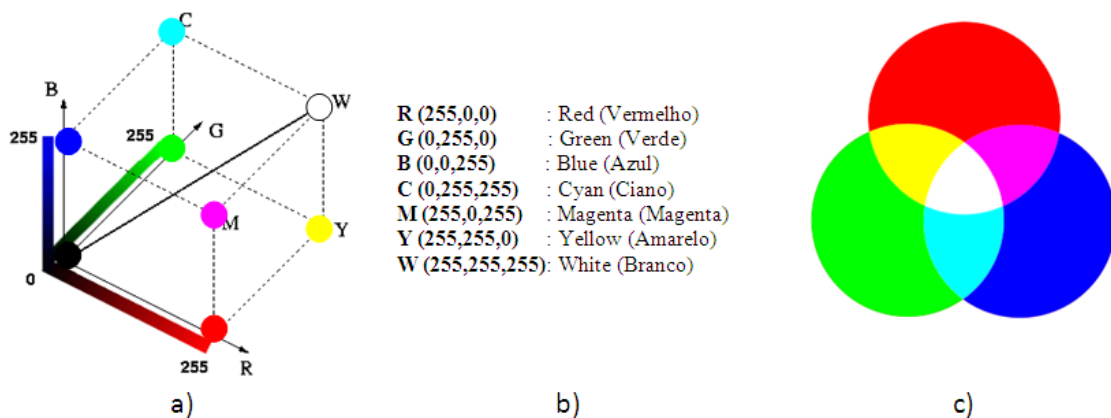 C
B
W
255
255
G
M
Y
0
255
R
R (255,0,0) : Red (Vermelho)
G (0,255,0) : Green (Verde)
B (0,0,255) : Blue (Azul)
C (0,255,255) : Cyan (Ciano)
M (255,0,255) : Magenta (Magenta)
Y (255,255,0) : Yellow (Amarelo)
W (255,255,255): White (Branco)
a)
b)
c)